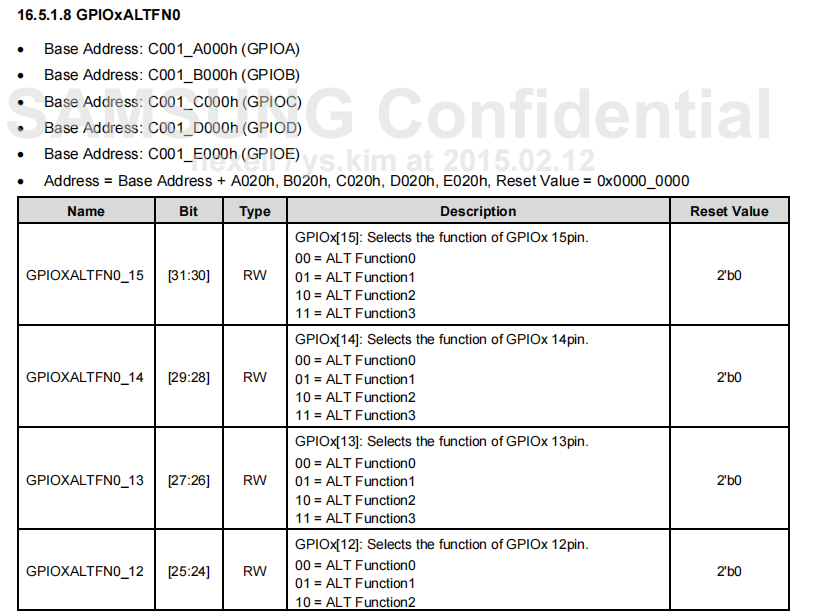 16.5.1.8 GPIOxALTFN0
• Base Address: C001_A000h (GPIOA)
• Base Address: C001_B000h (GPIOB)
• Base Address: C001_C000h (GPIOC)
SAMSUNG Confidential
• Base Address: C001_D000h (GPIOD)
• Base Address: C001_E000h (GPIOE)
nexell / ys.kim at 2015.02.12
• Address = Base Address + A020h, B020h, C020h, D020h, E020h, Reset Value = 0x0000_0000
Name Bit Type Description Reset Value
GPIOx[15]: Selects the function of GPIOx 15pin.
00 = ALT Function0
GPIOXALTFN0_15 [31:30] RW 01 = ALT Function1 2'b0
10 = ALT Function2
11 = ALT Function3
GPIOx[14]: Selects the function of GPIOx 14pin.
00 = ALT Function0
GPIOXALTFN0_14 [29:28] RW 01 = ALT Function1 2'b0
10 = ALT Function2
11 = ALT Function3
GPIOx[13]: Selects the function of GPIOx 13pin.
00 = ALT Function0
GPIOXALTFN0_13 [27:26] RW 01 = ALT Function1 2'b0
10 = ALT Function2
11 = ALT Function3
GPIOx[12]: Selects the function of GPIOx 12pin.
00 = ALT Function0
GPIOXALTFN0_12 [25:24] RW 01 = ALT Function1 2'b0
10 = ALT Function2